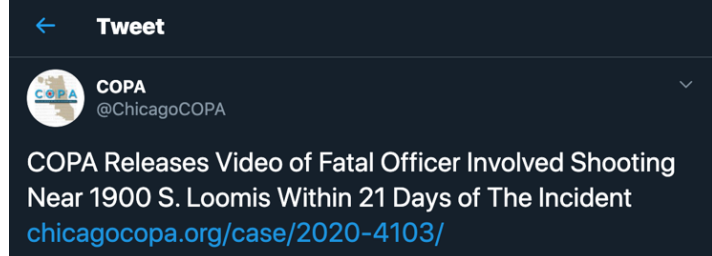 Tweet
COPA
COPA
@ChicagoCOPA
COPA Releases Video of Fatal Officer Involved Shooting
Near 1900 S. Loomis Within 21 Days of The Incident
chicagocopa.org/case/2020-4103/